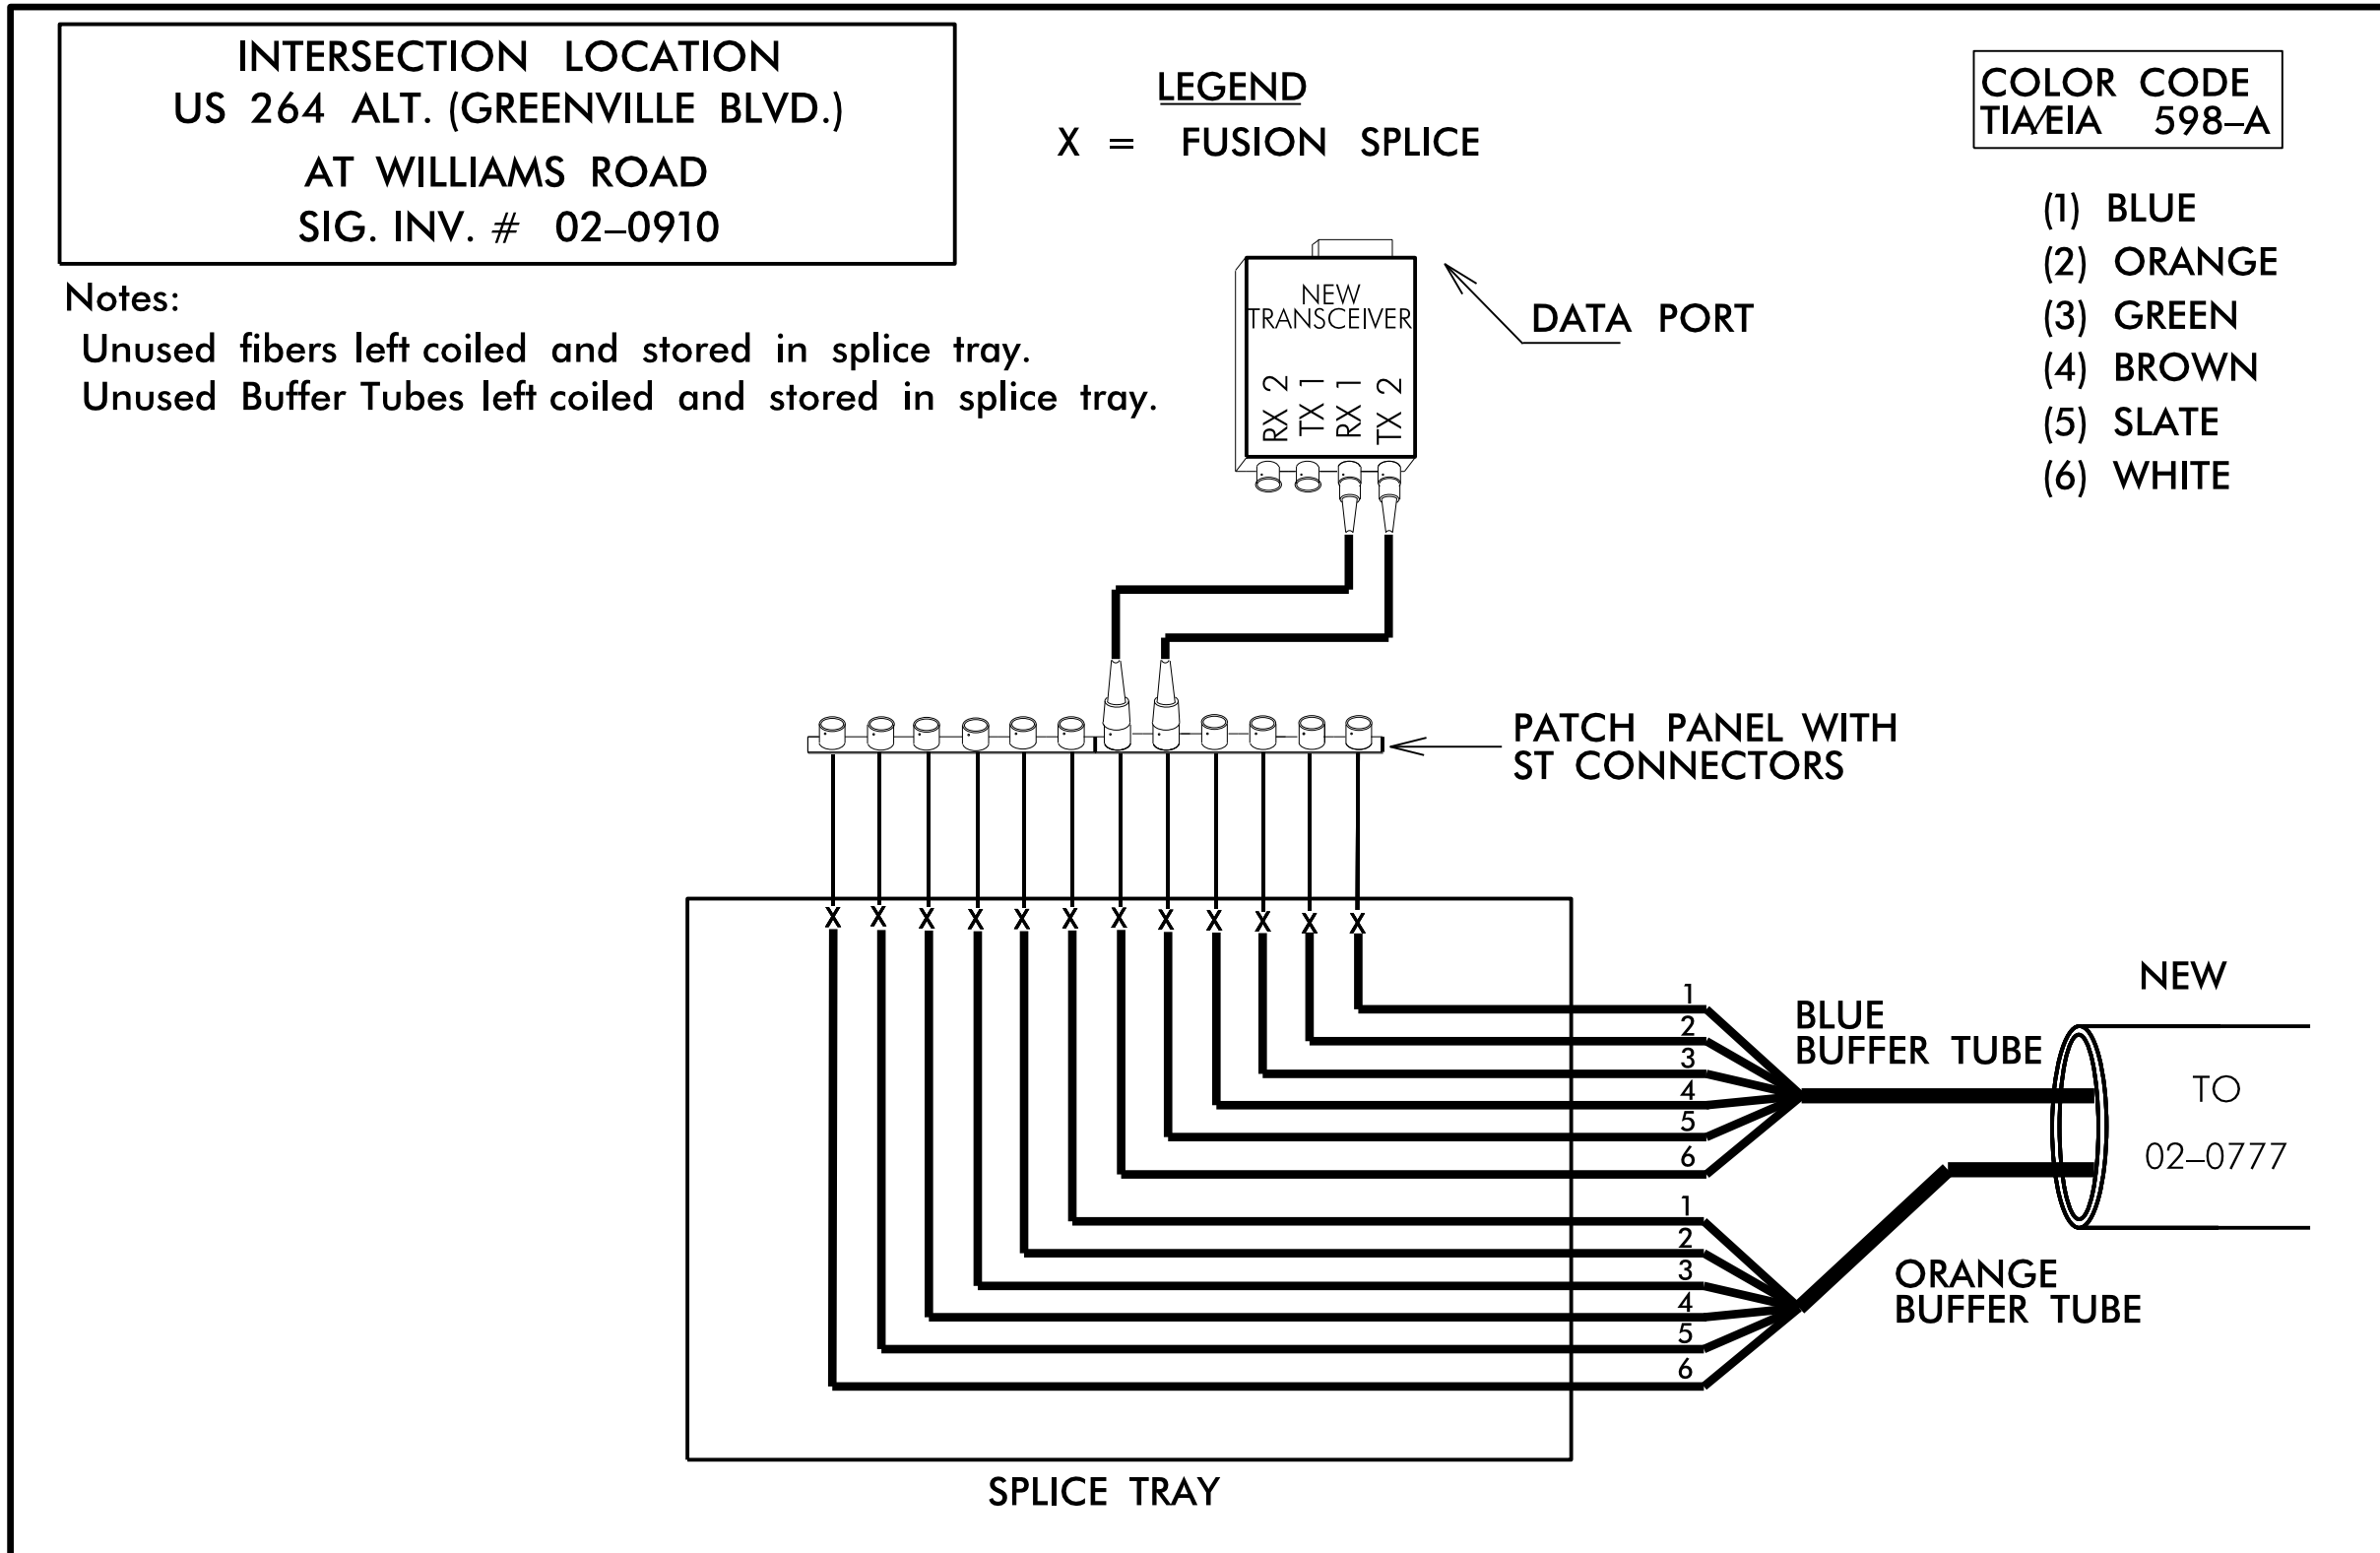 INTERSECTION LOCATION
US 264 ALT. (GREENVILLE BLVD.)
AT WILLIAMS ROAD
SIG. INV. # 02-0910
Notes:
Unused fibers left coiled and stored in splice tray.
Unused Buffer Tubes left coiled and stored in splice tray.
LEGEND
X = FUSION SPLICE
COLOR CODE
TIA/EIA 598-A
(1) BLUE
(2) ORANGE
(3) GREEN
(4) BROWN
(5) SLATE
(6) WHITE
NEW
TRANSCEIVER
RX 2
TX 1
RX 1
TX 2
DATA PORT
PATCH PANEL WITH
ST CONNECTORS
X X X X X X X X X X X X
1
2
3
4
5
6
BLUE
BUFFER TUBE
NEW
TO
02-0777
1
2
3
4
5
6
ORANGE
BUFFER TUBE
SPLICE TRAY